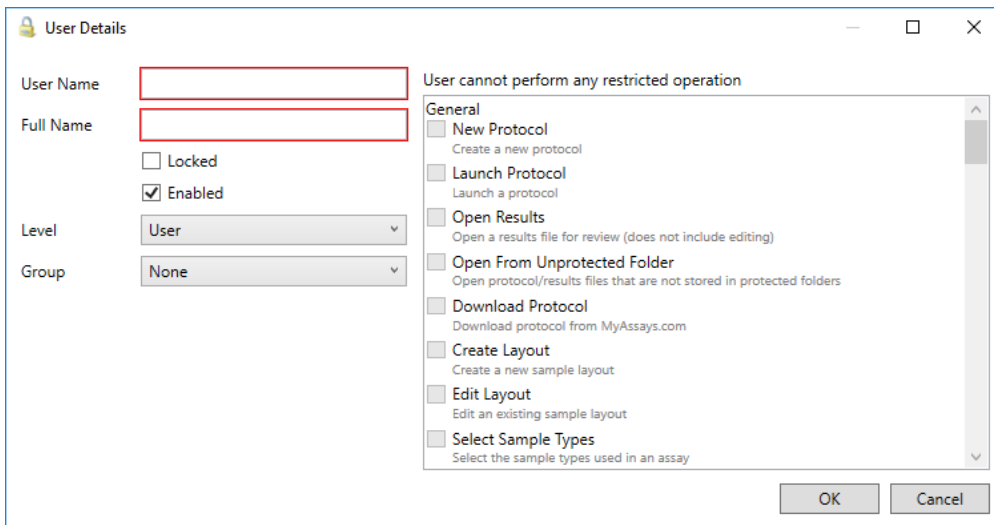 User Details
User Name
Full Name
Locked
Enabled
Level
User
Group
None
User cannot perform any restricted operation
General
New Protocol
Create a new protocol
Launch Protocol
Launch a protocol
Open Results
Open a results file for review (does not include editing)
Open From Unprotected Folder
Open protocol/results files that are not stored in protected folders
Download Protocol
Download protocol from MyAssays.com
Create Layout
Create a new sample layout
Edit Layout
Edit an existing sample layout
Select Sample Types
Select the sample types used in an assay
OK
Cancel